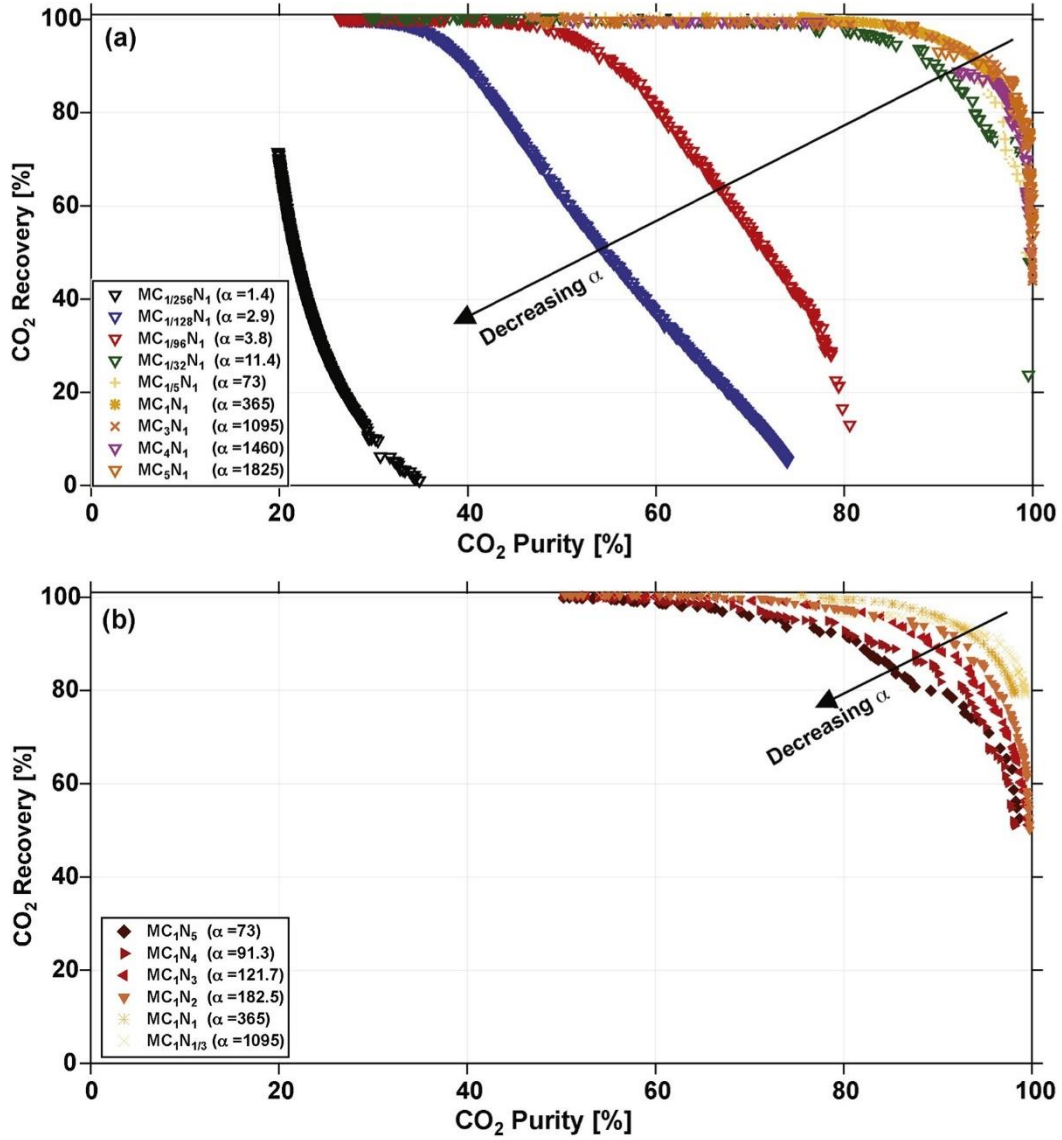 (a)
100
80
60
40
20
0
CO₂ Recovery [%]
Decreasing α
MC₁/₂₅₆N₁ (α =1.4)
MC₁/₁₂₈N₁ (α =2.9)
MC₁/₉₆N₁ (α =3.8)
MC₁/₃₂N₁ (α =11.4)
MC₁/₅N₁ (α =73)
MC₁N₁ (α =365)
MC₃N₁ (α =1095)
MC₄N₁ (α =1460)
MC₅N₁ (α =1825)
0 20 40 60 80 100
CO₂ Purity [%]
(b)
100
80
60
40
20
0
CO₂ Recovery [%]
Decreasing α
MC₁N₅ (α =73)
MC₁N₄ (α =91.3)
MC₁N₃ (α =121.7)
MC₁N₂ (α =182.5)
MC₁N₁ (α =365)
MC₁N₁/₃ (α =1095)
0 20 40 60 80 100
CO₂ Purity [%]